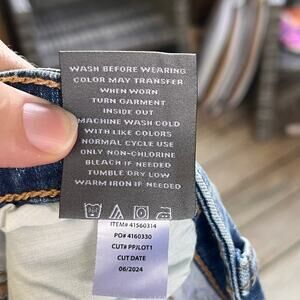 WASH BEFORE WEARING
COLOR MAY TRANSFER
WHEN WORN
TURN GARMENT
INSIDE OUT
MACHINE WASH COLD
WITH LIKE COLORS
NORMAL CYCLE USE
ONLY NON-CHLORINE
BLEACH IF NEEDED
TUMBLE DRY LOW
WARM IRON IF NEEDED
ITEM# 41560314
PO# 4160330
CUT# PPJLOT1
CUT DATE
06/2024